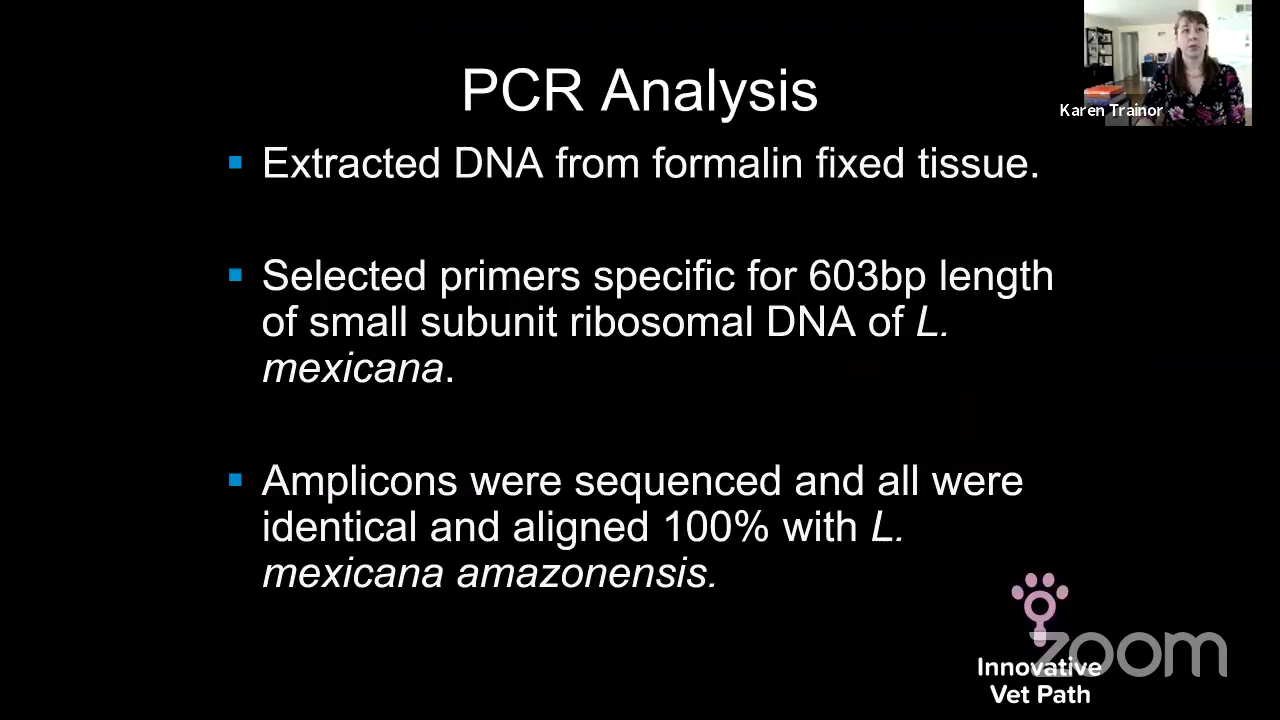 PCR Analysis
Karen Trainor
▪ Extracted DNA from formalin fixed tissue.
▪ Selected primers specific for 603bp length
of small subunit ribosomal DNA of L.
mexicana.
▪ Amplicons were sequenced and all were
identical and aligned 100% with L.
mexicana amazonensis.
zoom
Innovative
Vet Path